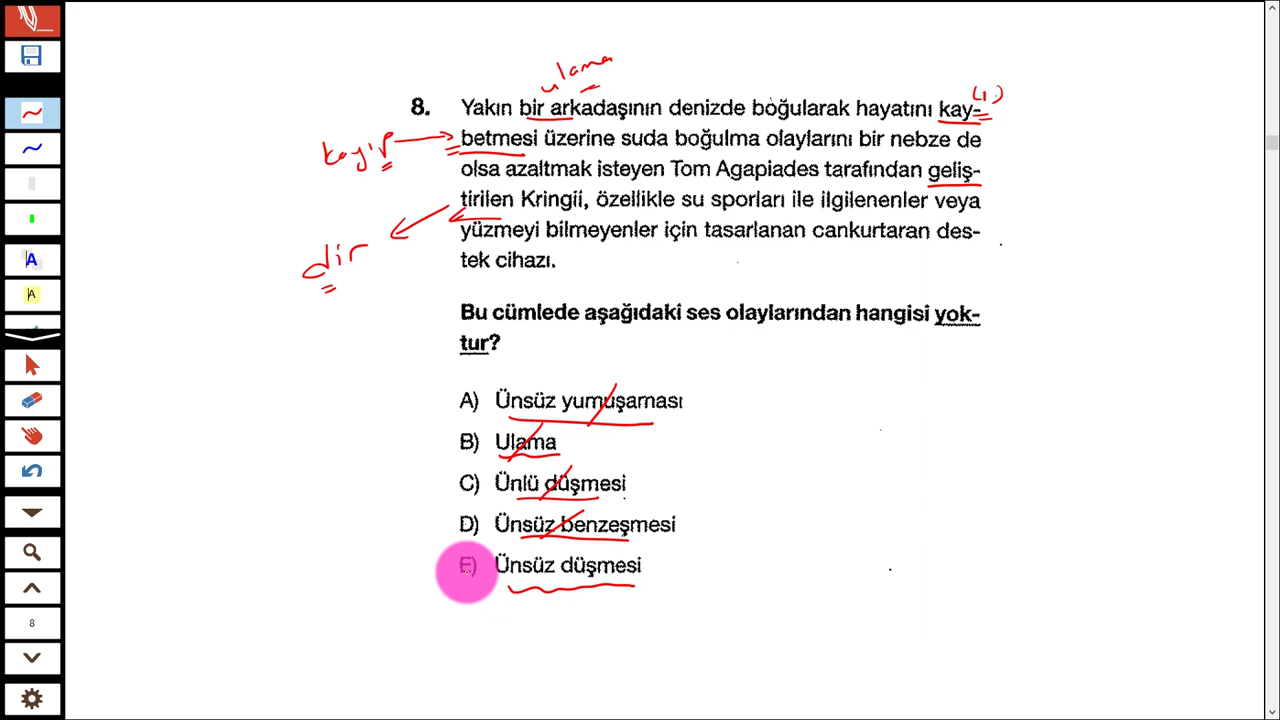 ulama
8. Yakın bir arkadaşının denizde boğularak hayatını kay-
(ı)
kayıp
betmesi üzerine suda boğulma olaylarını bir nebze de
olsa azaltmak isteyen Tom Agapiades tarafından geliş-
tirilen Kringii, özellikle su sporları ile ilgilenenler veya
yüzmeyi bilmeyenler için tasarlanan cankurtaran des-
dir
tek cihazı.
Bu cümlede aşağıdaki ses olaylarından hangisi yok-
tur?
A) Ünsüz yumuşaması
B) Ulama
C) Ünlü düşmesi
D) Ünsüz benzeşmesi
E) Ünsüz düşmesi
A
A
8